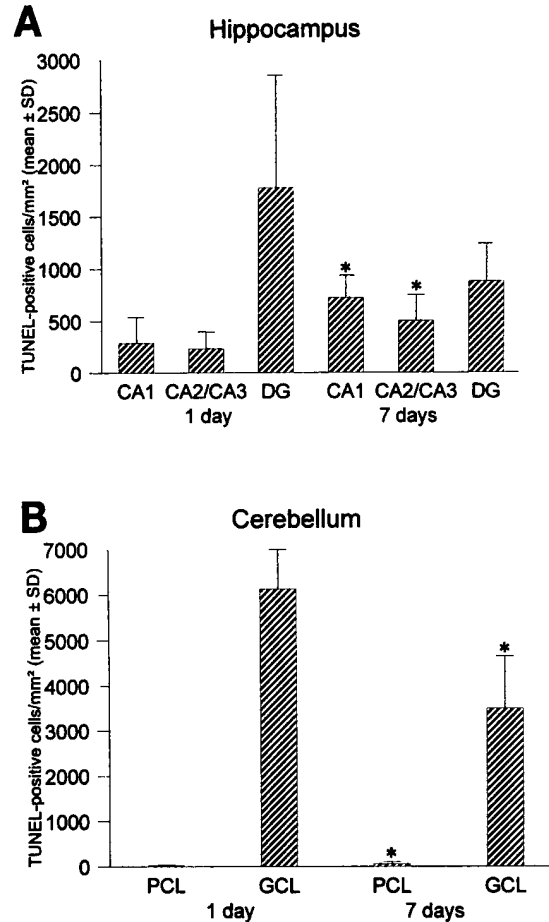 A
Hippocampus
TUNEL-positive cells/mm² (mean ± SD)
3000
2500
2000
1500
1000
500
0
* *
CA1 CA2/CA3 DG CA1 CA2/CA3 DG
1 day 7 days
B
Cerebellum
TUNEL-positive cells/mm² (mean ± SD)
7000
6000
5000
4000
3000
2000
1000
0
*
*
PCL GCL PCL GCL
1 day 7 days